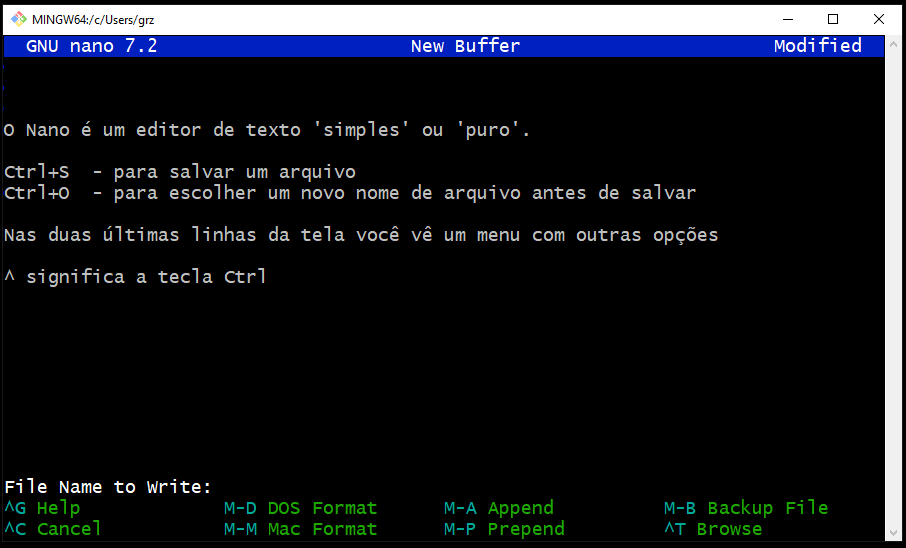 MINGW64:/c/Users/grz
GNU nano 7.2 New Buffer Modified
O Nano é um editor de texto 'simples' ou 'puro'.
Ctrl+S - para salvar um arquivo
Ctrl+O - para escolher um novo nome de arquivo antes de salvar
Nas duas últimas linhas da tela você vê um menu com outras opções
^ significa a tecla Ctrl
File Name to Write:
^G Help M-D DOS Format M-A Append M-B Backup File
^C Cancel M-M Mac Format M-P Prepend ^T Browse